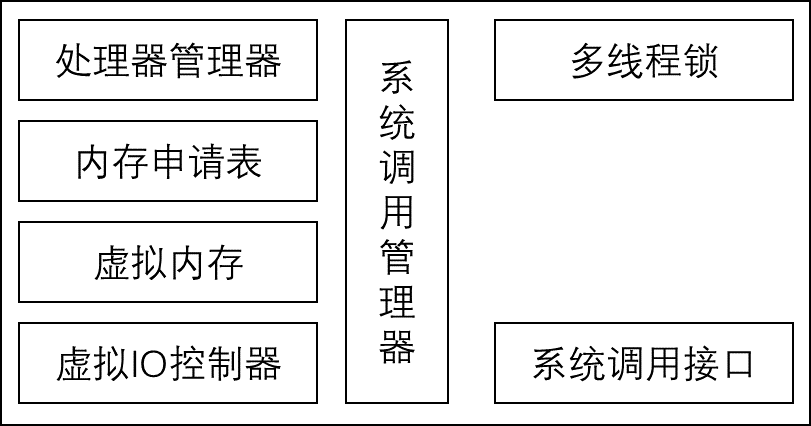 处理器管理器
内存申请表
虚拟内存
虚拟IO控制器
系统调用管理器
多线程锁
系统调用接口